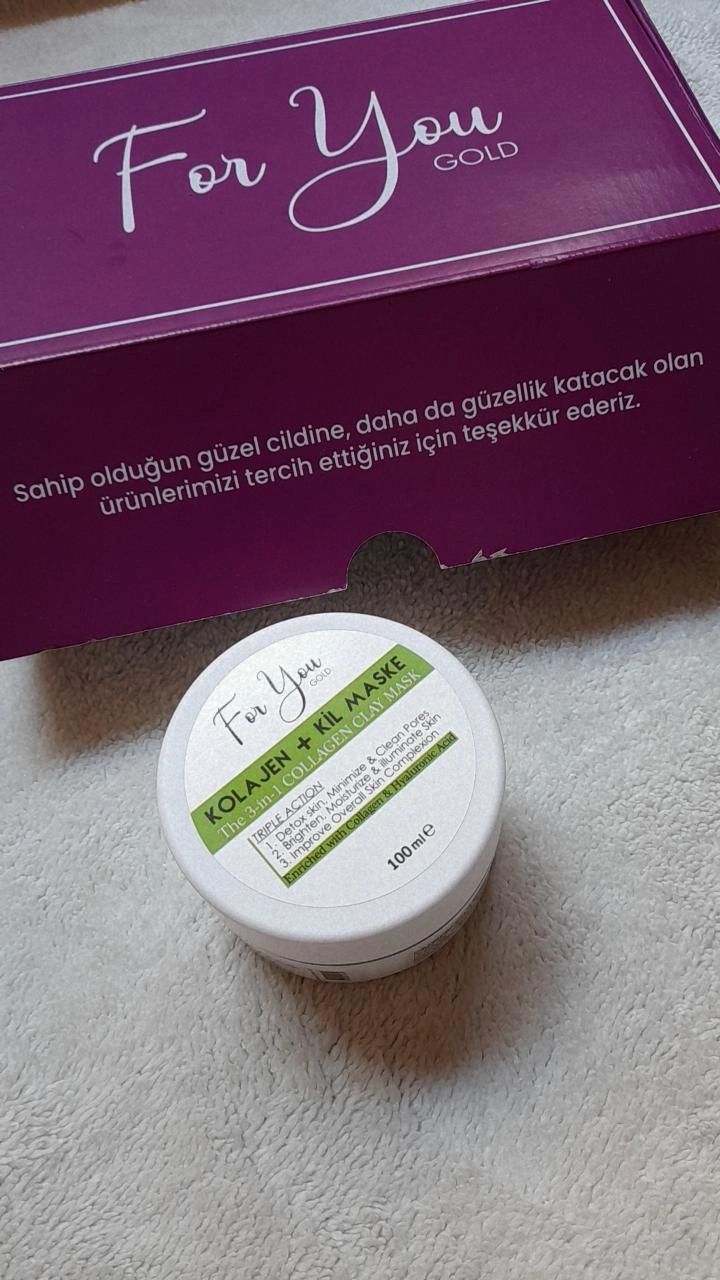 For You
GOLD
Sahip olduğun güzel cildine, daha da güzellik katacak olan
ürünlerimizi tercih ettiğiniz için teşekkür ederiz.
For You
GOLD
KOLAJEN + KİL MASKE
The 3-in-1 COLLAGEN CLAY MASK
TRIPLE ACTION
1. Detox skin, Minimize & Clean Pores
2. Brighten, Moisturize & illuminate Skin
3. Improve Overall Skin Complexion
Enriched with Collagen & Hyaluronic Acid
100 ml ℮